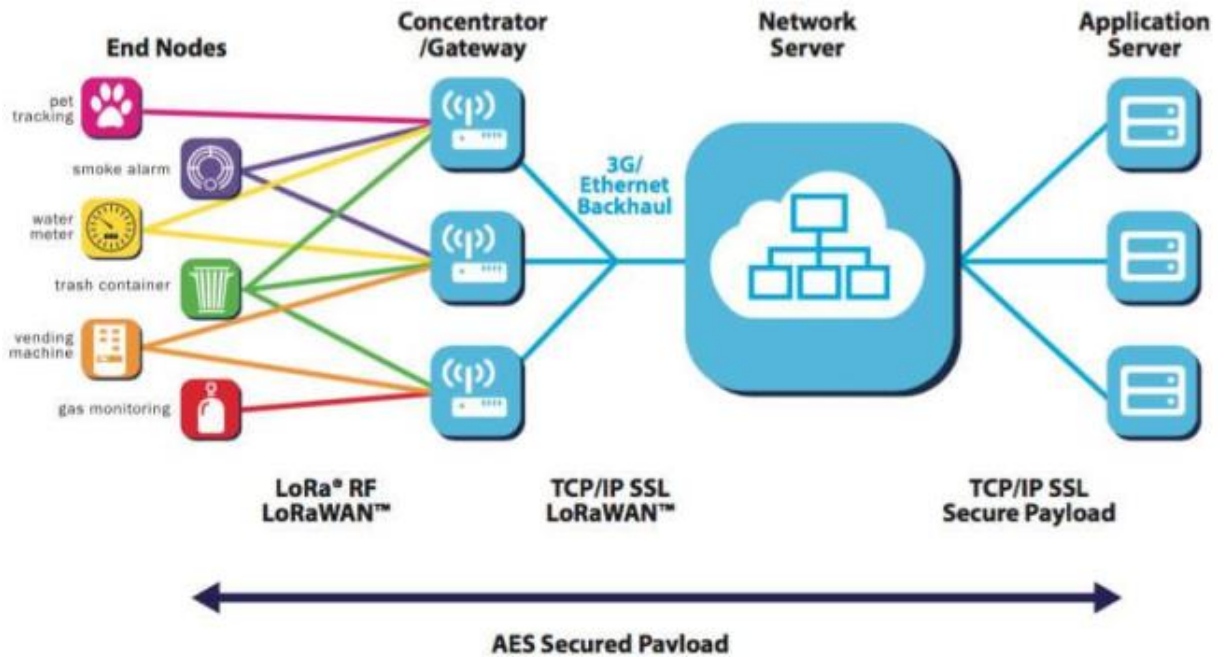 End Nodes
Concentrator
/Gateway
Network
Server
Application
Server
pet
tracking
smoke alarm
water
meter
trash container
vending
machine
gas monitoring
3G/
Ethernet
Backhaul
LoRa® RF
LoRaWAN™
TCP/IP SSL
LoRaWAN™
TCP/IP SSL
Secure Payload
AES Secured Payload